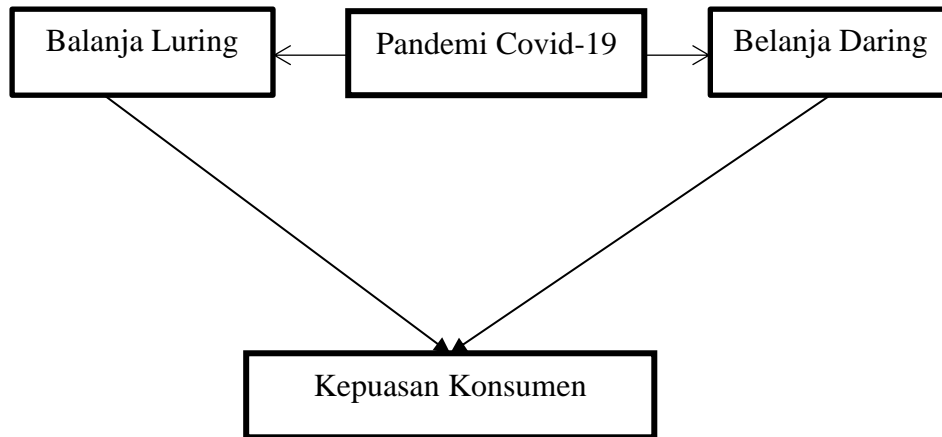 Balanja Luring
Pandemi Covid-19
Belanja Daring
Kepuasan Konsumen